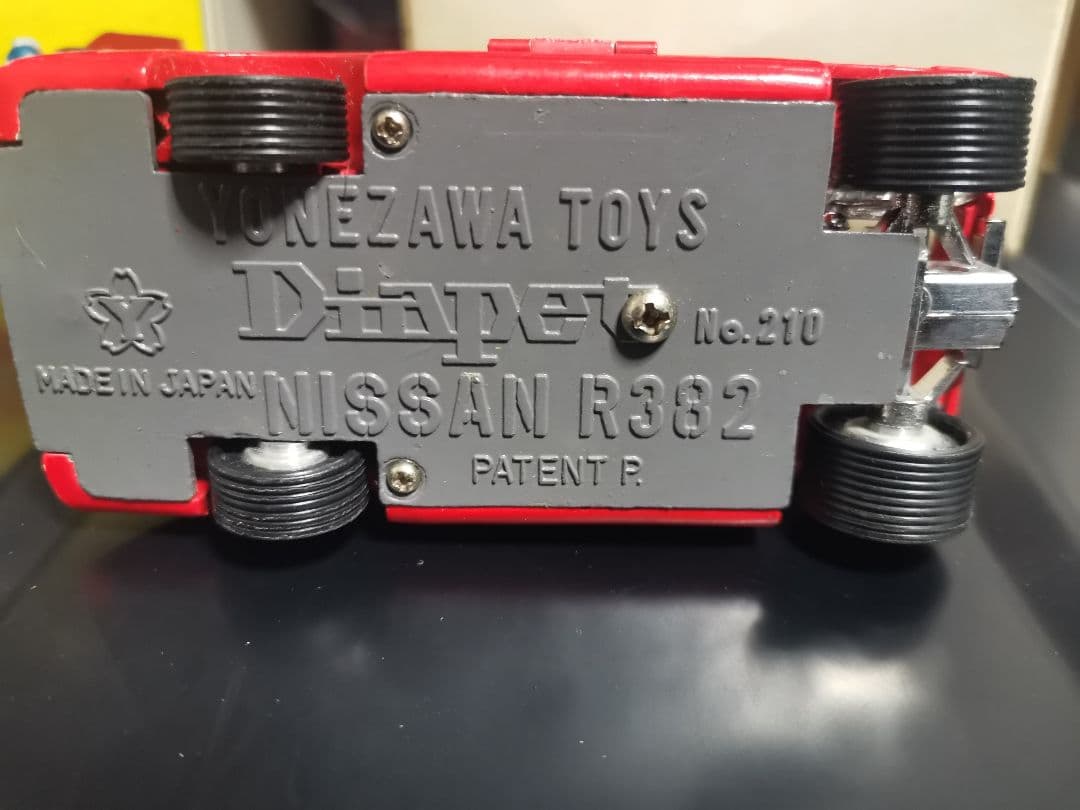 YONEZAWA TOYS
Diapet No.210
Y
MADE IN JAPAN
NISSAN R382
PATENT P.